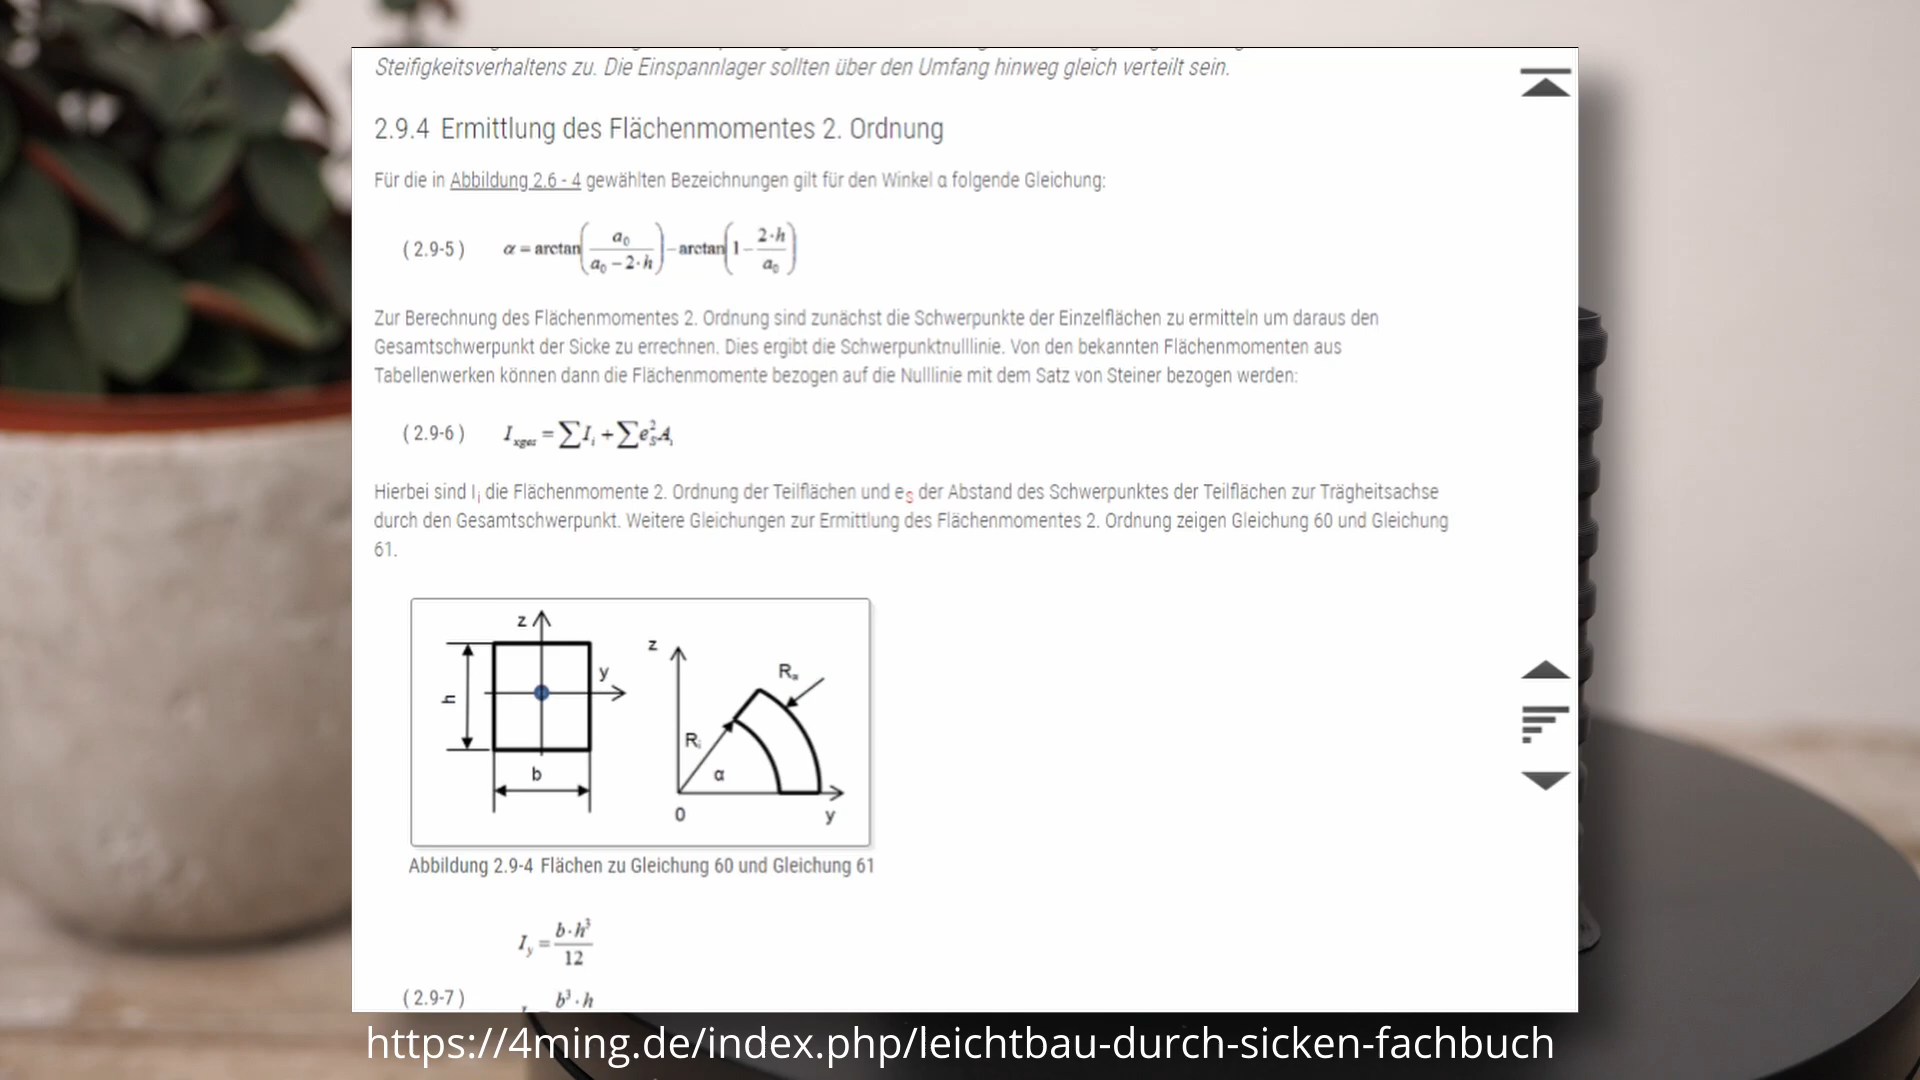 Steifigkeitsverhaltens zu. Die Einspannlager sollten über den Umfang hinweg gleich verteilt sein.
2.9.4 Ermittlung des Flächenmomentes 2. Ordnung
Für die in Abbildung 2.6 - 4 gewählten Bezeichnungen gilt für den Winkel α folgende Gleichung:
( 2.9-5 ) α = arctan(a₀ / (a₀ − 2·h)) − arctan(1 − 2·h / a₀)
Zur Berechnung des Flächenmomentes 2. Ordnung sind zunächst die Schwerpunkte der Einzelflächen zu ermitteln um daraus den
Gesamtschwerpunkt der Sicke zu errechnen. Dies ergibt die Schwerpunktnulllinie. Von den bekannten Flächenmomenten aus
Tabellenwerken können dann die Flächenmomente bezogen auf die Nulllinie mit dem Satz von Steiner bezogen werden:
( 2.9-6 ) I_xges = ∑I_i + ∑e_S²A_i
Hierbei sind I_i die Flächenmomente 2. Ordnung der Teilflächen und e_S der Abstand des Schwerpunktes der Teilflächen zur Trägheitsachse
durch den Gesamtschwerpunkt. Weitere Gleichungen zur Ermittlung des Flächenmomentes 2. Ordnung zeigen Gleichung 60 und Gleichung
61.
z
y
h
b
z
R_a
R_i
α
0
y
Abbildung 2.9-4 Flächen zu Gleichung 60 und Gleichung 61
I_y = b·h³ / 12
( 2.9-7 ) b³·h
https://4ming.de/index.php/leichtbau-durch-sicken-fachbuch